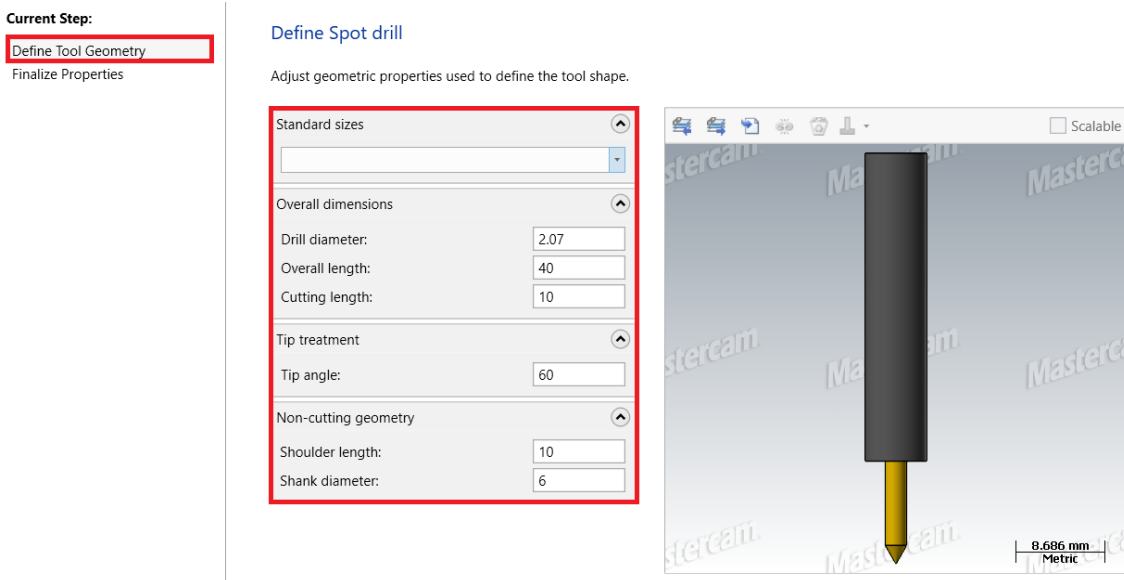 Current Step:
Define Tool Geometry
Finalize Properties
Define Spot drill
Adjust geometric properties used to define the tool shape.
Standard sizes
Overall dimensions
Drill diameter: 2.07
Overall length: 40
Cutting length: 10
Tip treatment
Tip angle: 60
Non-cutting geometry
Shoulder length: 10
Shank diameter: 6
Scalable
Mastercam
8.686 mm
Metric